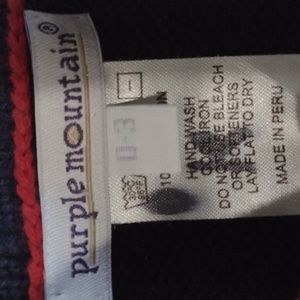 purple mountain
0-3
HAND WASH
COOL IRON
DO NOT USE BLEACH
OR SOFTENERS
LAY FLAT TO DRY
MADE IN PERU